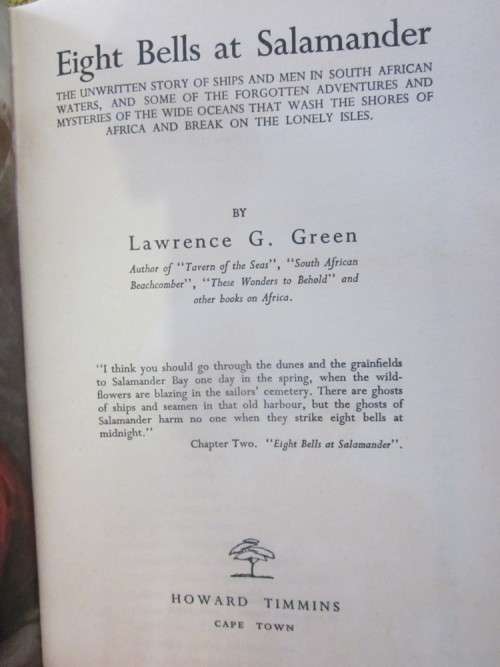 Eight Bells at Salamander
THE UNWRITTEN STORY OF SHIPS AND MEN IN SOUTH AFRICAN
WATERS, AND SOME OF THE FORGOTTEN ADVENTURES AND
MYSTERIES OF THE WIDE OCEANS THAT WASH THE SHORES OF
AFRICA AND BREAK ON THE LONELY ISLES.
BY
Lawrence G. Green
Author of "Tavern of the Seas", "South African
Beachcomber", "These Wonders to Behold" and
other books on Africa.
"I think you should go through the dunes and the grainfields
to Salamander Bay one day in the spring, when the wild-
flowers are blazing in the sailors' cemetery. There are ghosts
of ships and seamen in that old harbour, but the ghosts of
Salamander harm no one when they strike eight bells at
midnight."
Chapter Two. "Eight Bells at Salamander".
HOWARD TIMMINS
CAPE TOWN